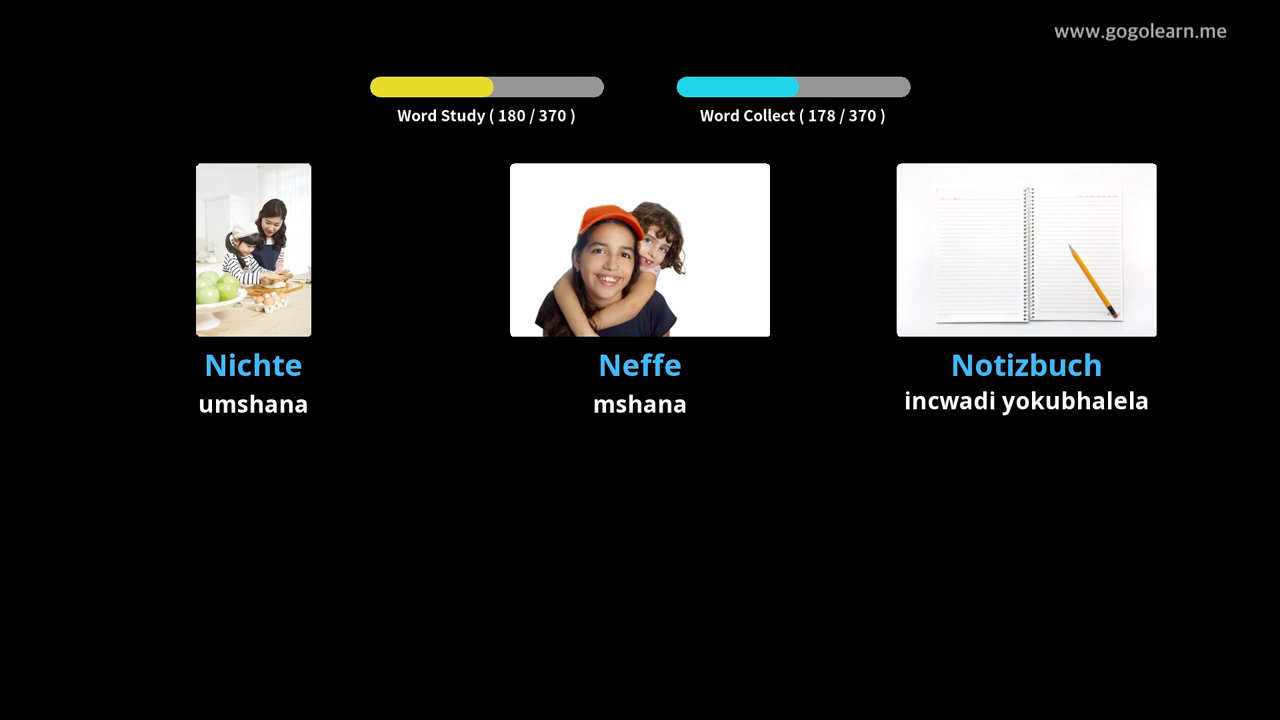 www.gogolearn.me
Word Study ( 180 / 370 )
Word Collect ( 178 / 370 )
Nichte
umshana
Neffe
mshana
Notizbuch
incwadi yokubhalela